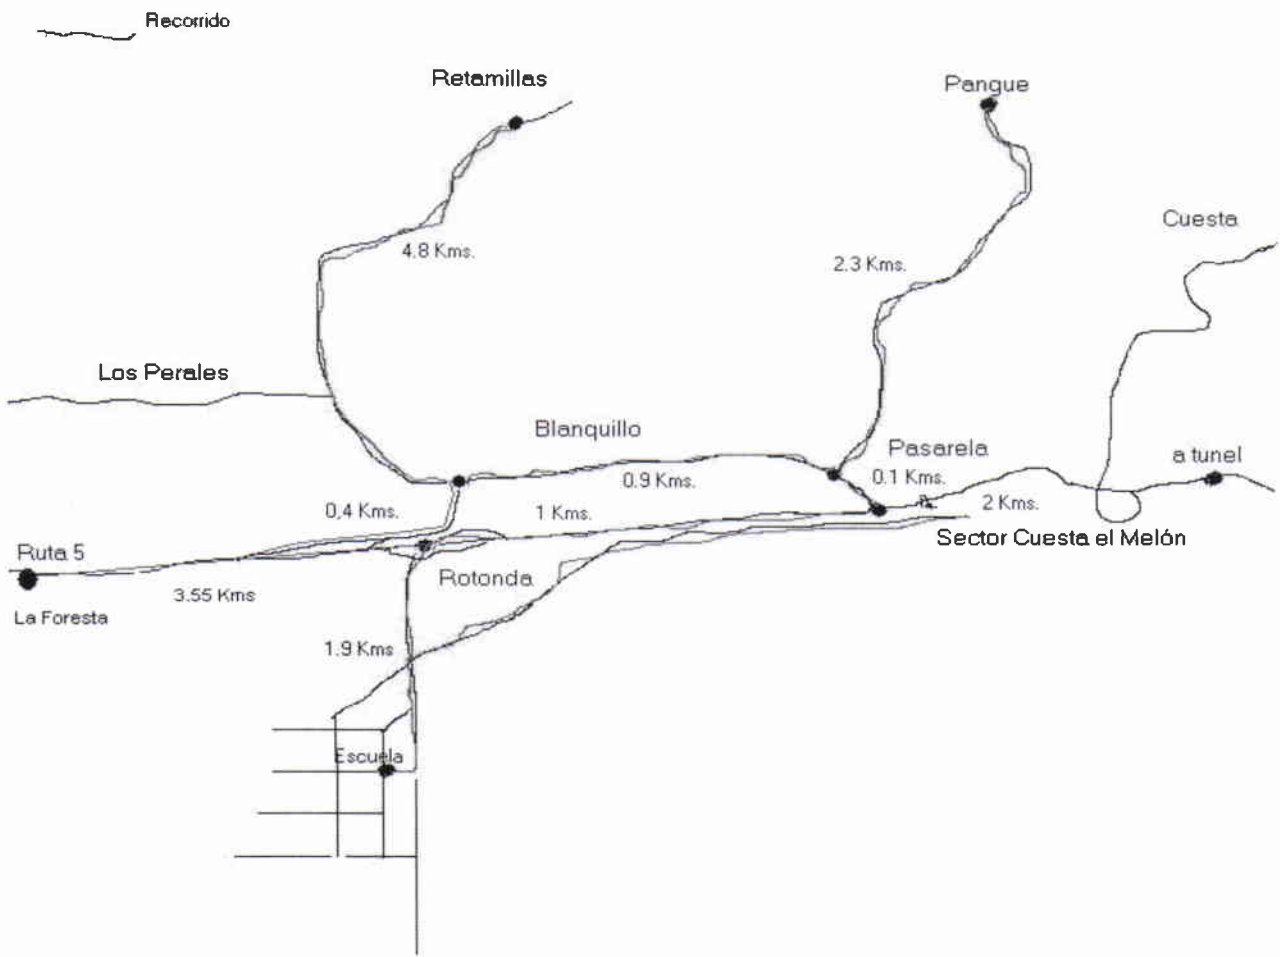 Recorrido
Retamillas
Pangue
Cuesta
4.8 Kms.
2.3 Kms.
Los Perales
Blanquillo
Pasarela
a tunel
0.9 Kms.
0.1 Kms.
0,4 Kms.
1 Kms.
2 Kms.
Sector Cuesta el Melón
Ruta 5
Rotonda
3.55 Kms
La Foresta
1.9 Kms
Escuela